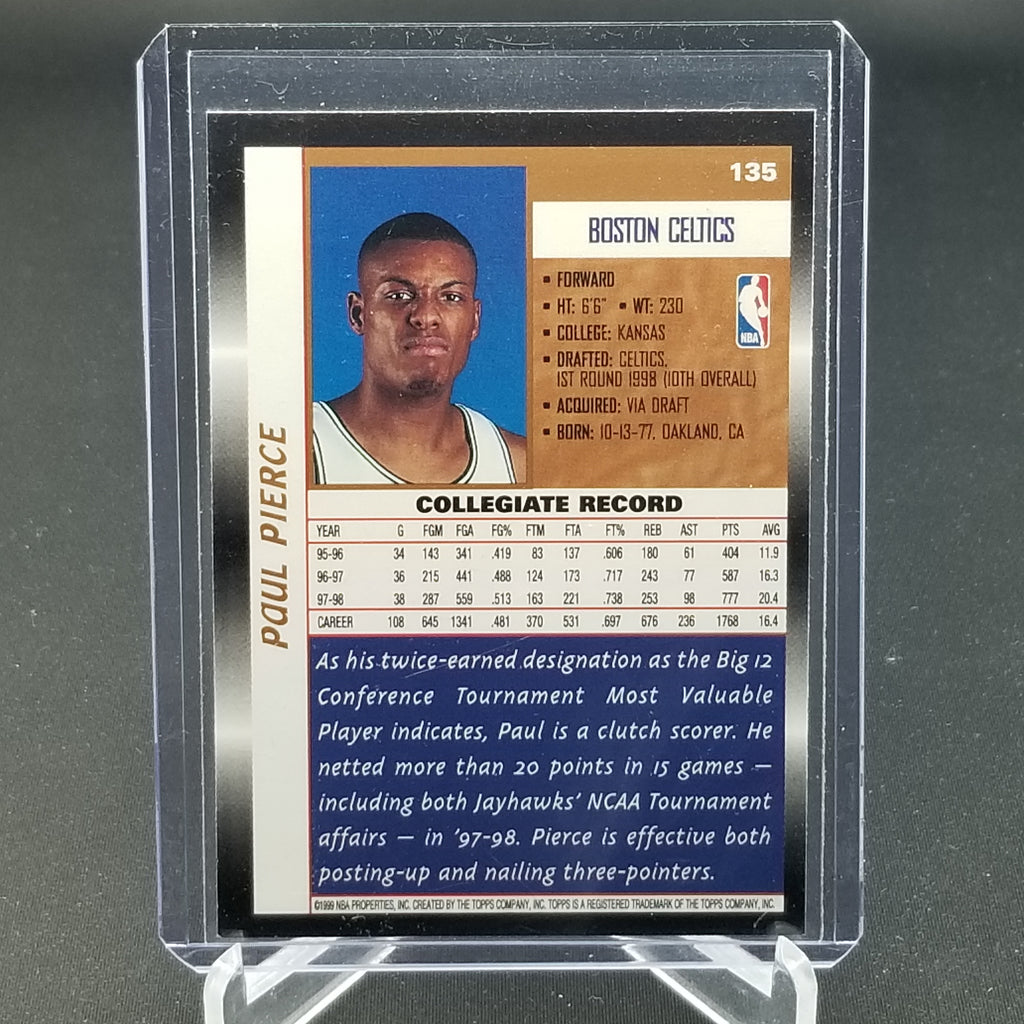 135
BOSTON CELTICS
▪ FORWARD
▪ HT: 6'6" ▪ WT: 230
▪ COLLEGE: KANSAS
▪ DRAFTED: CELTICS,
1ST ROUND 1998 (10TH OVERALL)
▪ ACQUIRED: VIA DRAFT
▪ BORN: 10-13-77, OAKLAND, CA
NBA
PAUL PIERCE
COLLEGIATE RECORD
YEAR G FGM FGA FG% FTM FTA FT% REB AST PTS AVG
95-96 34 143 341 .419 83 137 .606 180 61 404 11.9
96-97 36 215 441 .488 124 173 .717 243 77 587 16.3
97-98 38 287 559 .513 163 221 .738 253 98 777 20.4
CAREER 108 645 1341 .481 370 531 .697 676 236 1768 16.4
As his twice-earned designation as the Big 12
Conference Tournament Most Valuable
Player indicates, Paul is a clutch scorer. He
netted more than 20 points in 15 games —
including both Jayhawks' NCAA Tournament
affairs — in '97-98. Pierce is effective both
posting-up and nailing three-pointers.
©1999 NBA PROPERTIES, INC. CREATED BY THE TOPPS COMPANY, INC. TOPPS IS A REGISTERED TRADEMARK OF THE TOPPS COMPANY, INC.